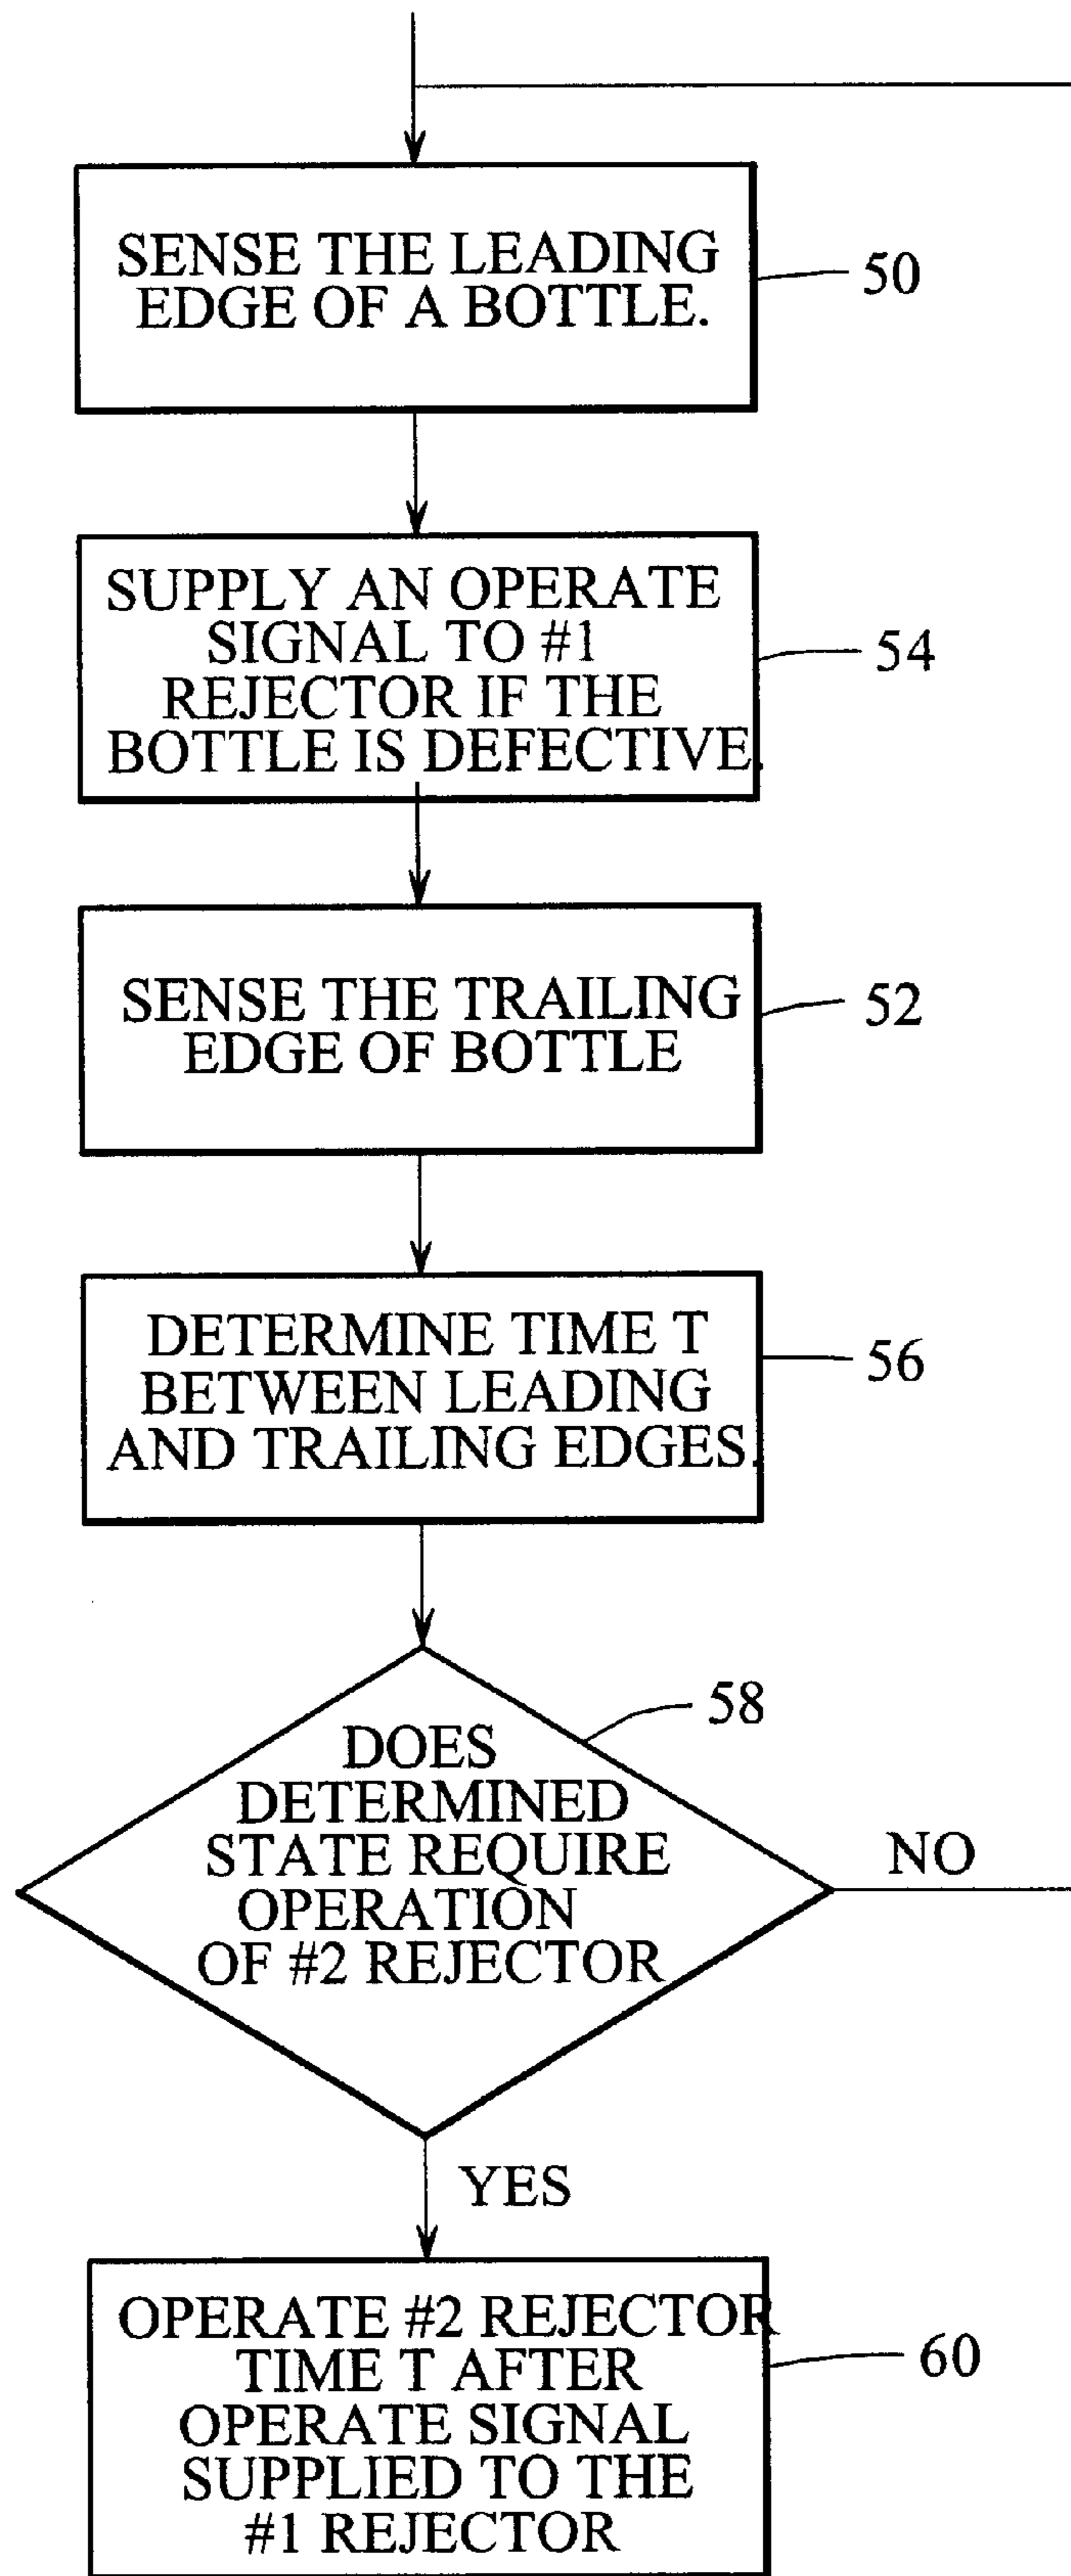 SENSE THE LEADING
EDGE OF A BOTTLE.
50
SUPPLY AN OPERATE
SIGNAL TO #1
REJECTOR IF THE
BOTTLE IS DEFECTIVE.
54
SENSE THE TRAILING
EDGE OF BOTTLE
52
DETERMINE TIME T
BETWEEN LEADING
AND TRAILING EDGES.
56
DOES
DETERMINED
STATE REQUIRE
OPERATION
OF #2 REJECTOR
58
NO
YES
OPERATE #2 REJECTOR
TIME T AFTER
OPERATE SIGNAL
SUPPLIED TO THE
#1 REJECTOR
60